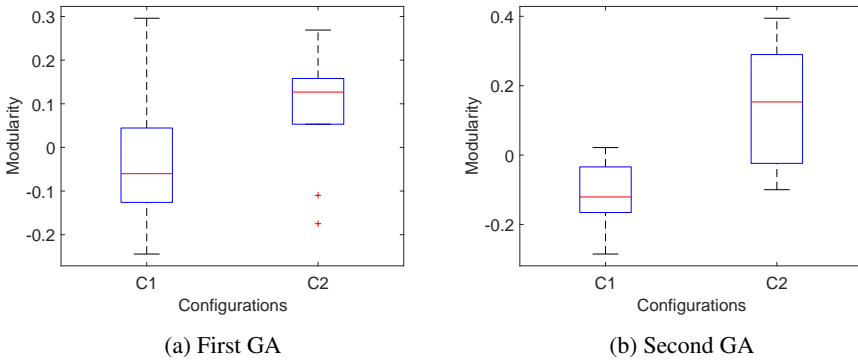 0.3
0.2
0.1
0
-0.1
-0.2
Modularity
C1 C2
Configurations
(a) First GA
0.4
0.2
0
-0.2
Modularity
C1 C2
Configurations
(b) Second GA